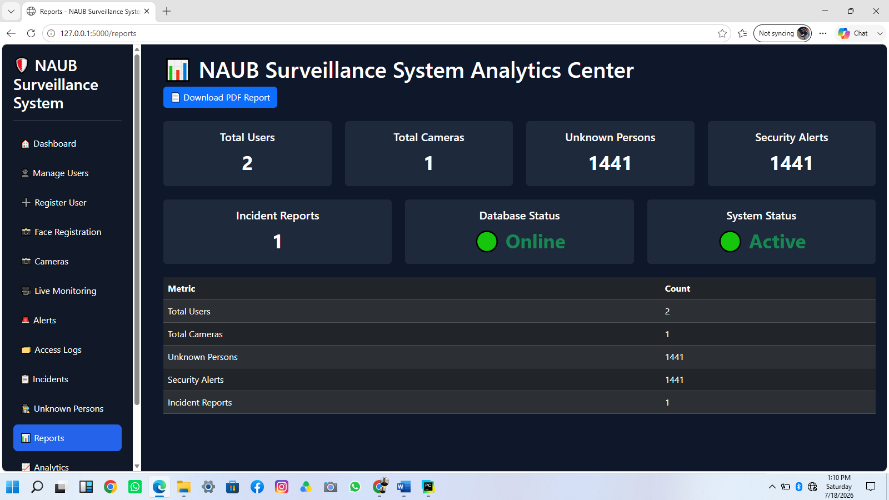 Reports - NAUB Surveillance Syste
127.0.0.1:5000/reports
Not syncing
Chat
NAUB
Surveillance
System
Dashboard
Manage Users
Register User
Face Registration
Cameras
Live Monitoring
Alerts
Access Logs
Incidents
Unknown Persons
Reports
Analytics
NAUB Surveillance System Analytics Center
Download PDF Report
Total Users
2
Total Cameras
1
Unknown Persons
1441
Security Alerts
1441
Incident Reports
1
Database Status
Online
System Status
Active
Metric Count
Total Users 2
Total Cameras 1
Unknown Persons 1441
Security Alerts 1441
Incident Reports 1
1:10 PM
Saturday
7/18/2026